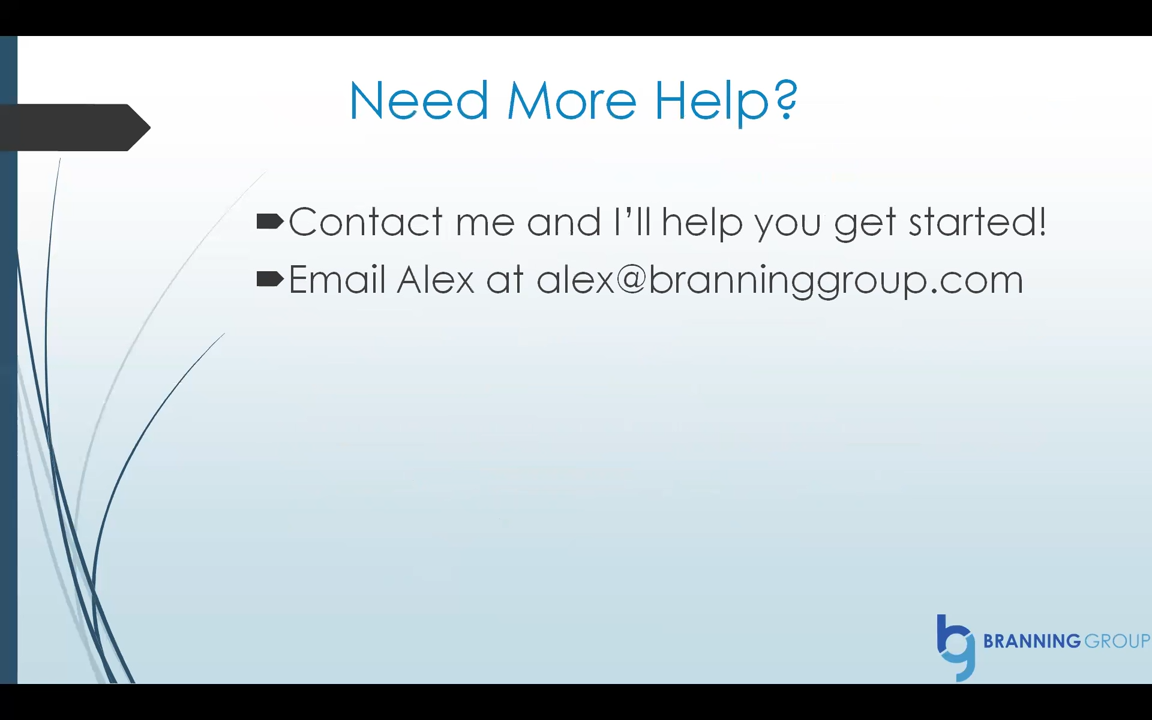 Need More Help?
Contact me and I’ll help you get started!
Email Alex at alex@branninggroup.com
bg BRANNING GROUP